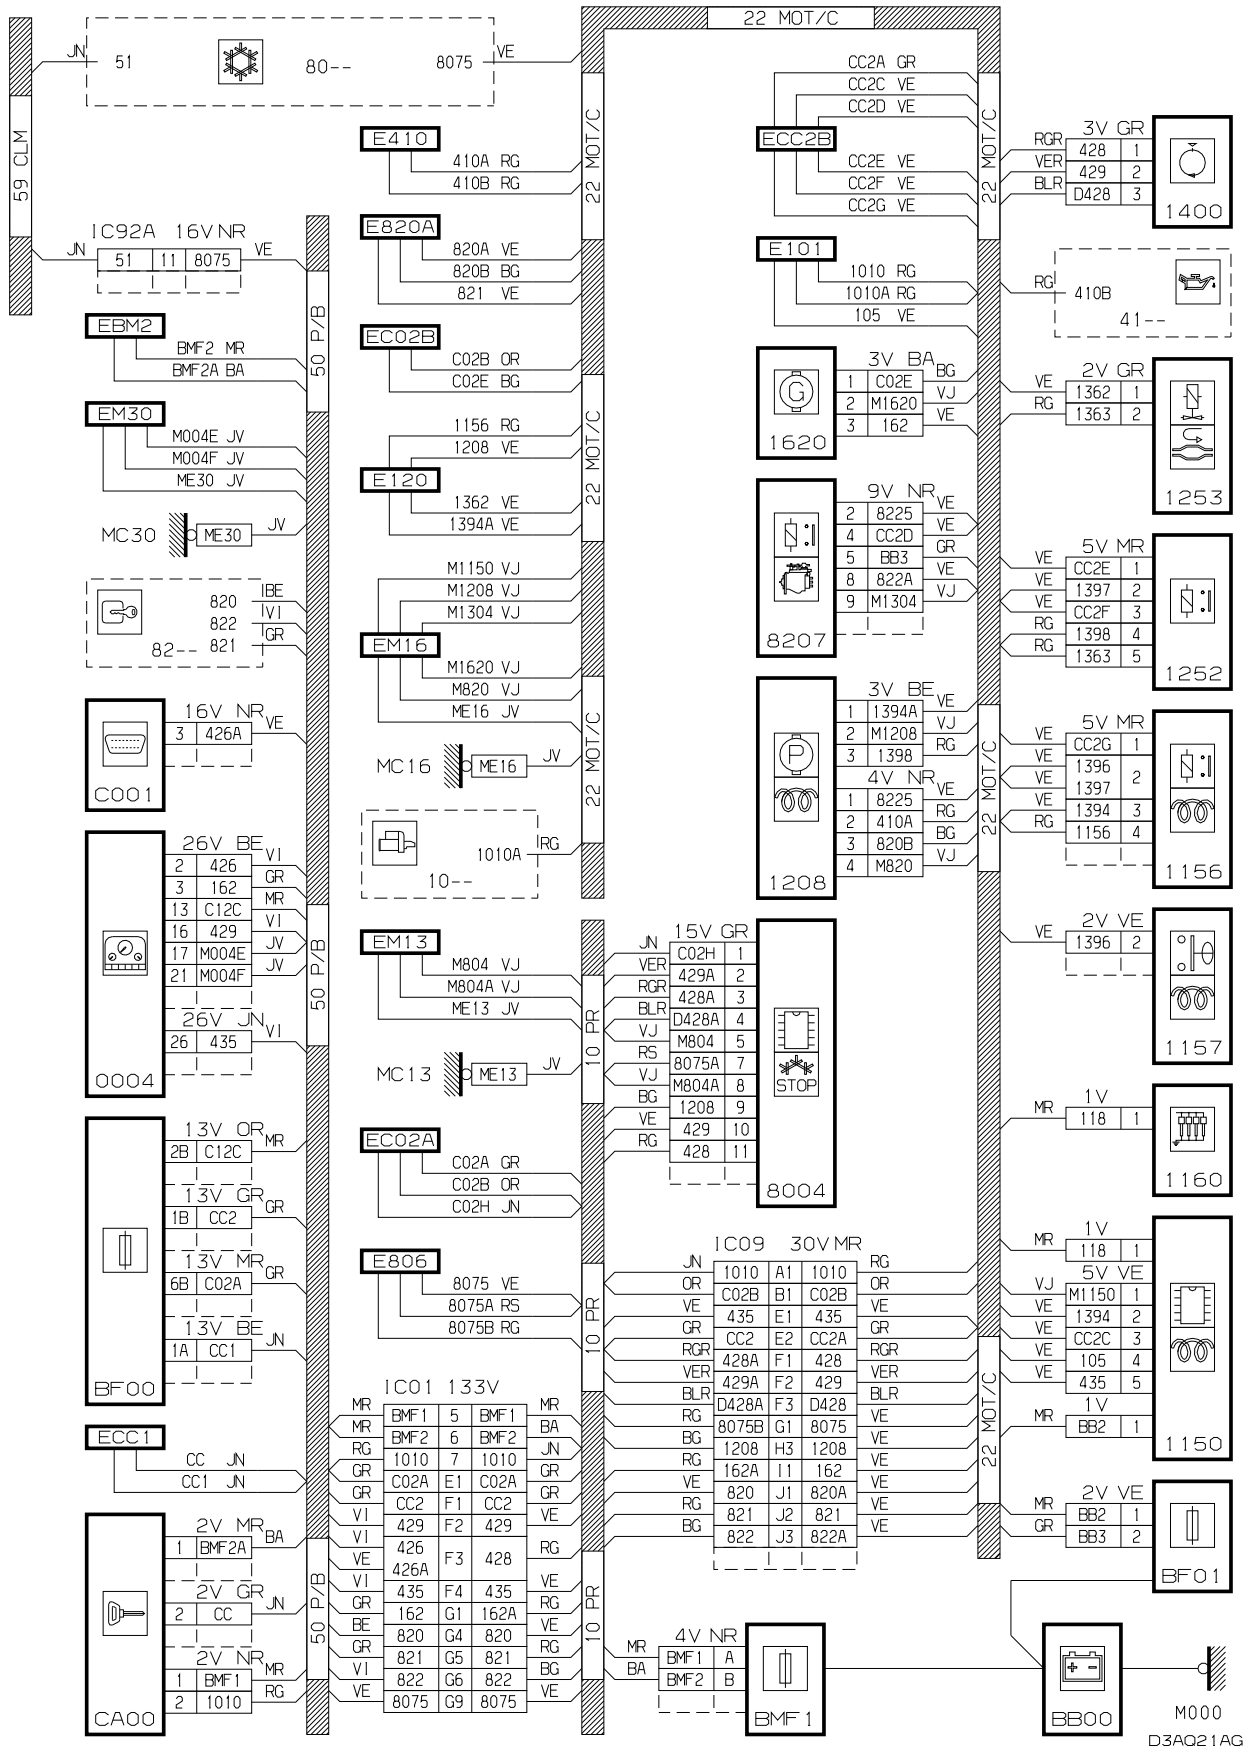 22 MOT/C
JN 51 80-- 8075 VE
59 CLM
JN
IC92A 16V NR
51 11 8075
VE
EBM2
BMF2 MR
BMF2A BA
50 P/B
EM30
M004E JV
M004F JV
ME30 JV
MC30 ME30 JV
820 BE
822 VI
82-- 821 GR
16V NR
3 426A VE
C001
26V BE
2 426 VI
3 162 GR
13 C12C MR
16 429 VI
17 M004E JV
21 M004F JV
26V JN
26 435 VI
0004
50 P/B
13V OR
2B C12C MR
13V GR
1B CC2 GR
13V MR
6B C02A GR
13V BE
1A CC1 JN
BF00
ECC1
CC JN
CC1 JN
2V MR
1 BMF2A BA
2V GR
2 CC JN
2V NR
1 BMF1 MR
2 1010 RG
CA00
50 P/B
E410
410A RG
410B RG
22 MOT/C
E820A
820A VE
820B BG
821 VE
EC02B
C02B OR
C02E BG
1156 RG
1208 VE
E120
1362 VE
1394A VE
22 MOT/C
M1150 VJ
M1208 VJ
M1304 VJ
EM16
M1620 VJ
M820 VJ
ME16 JV
MC16 ME16 JV
22 MOT/C
1010A RG
10--
EM13
M804 VJ
M804A VJ
ME13 JV
MC13 ME13 JV
10 PR
EC02A
C02A GR
C02B OR
C02H JN
E806
8075 VE
8075A RS
8075B RG
10 PR
IC01 133V
MR BMF1 5 BMF1 MR
MR BMF2 6 BMF2 BA
RG 1010 7 1010 JN
GR C02A E1 C02A GR
GR CC2 F1 CC2 GR
VI 429 F2 429 VE
VI 426
VE 426A F3 428 RG
VI 435 F4 435 VE
GR 162 G1 162A RG
BE 820 G4 820 VE
GR 821 G5 821 RG
VI 822 G6 822 BG
VE 8075 G9 8075 VE
10 PR
15V GR
JN C02H 1
VER 429A 2
RGR 428A 3
BLR D428A 4
VJ M804 5
RS 8075A 7
VJ M804A 8
BG 1208 9
VE 429 10
RG 428 11
STOP
8004
IC09 30V MR
JN 1010 A1 1010 RG
OR C02B B1 C02B OR
VE 435 E1 435 VE
GR CC2 E2 CC2A GR
RGR 428A F1 428 RGR
VER 429A F2 429 VER
BLR D428A F3 D428 BLR
RG 8075B G1 8075 VE
BG 1208 H3 1208 VE
RG 162A I1 162 VE
VE 820 J1 820A VE
RG 821 J2 821 VE
BG 822 J3 822A VE
4V NR
MR BMF1 A
BA BMF2 B
BMF1
CC2A GR
CC2C VE
CC2D VE
ECC2B
CC2E VE
CC2F VE
CC2G VE
22 MOT/C
E101
1010 RG
1010A RG
105 VE
3V BA
1 C02E BG
2 M1620 VJ
3 162 VE
G
1620
9V NR
2 8225 VE
4 CC2D VE
5 BB3 GR
8 822A VE
9 M1304 VJ
8207
3V BE
1 1394A VE
2 M1208 VJ
3 1398 RG
P
4V NR
1 8225 VE
2 410A RG
3 820B BG
4 M820 VJ
1208
22 MOT/C
3V GR
RGR 428 1
VER 429 2
BLR D428 3
1400
RG 410B
41--
2V GR
VE 1362 1
RG 1363 2
1253
5V MR
VE CC2E 1
VE 1397 2
VE CC2F 3
RG 1398 4
RG 1363 5
1252
5V MR
VE CC2G 1
VE 1396
VE 1397 2
VE 1394 3
RG 1156 4
1156
2V VE
VE 1396 2
1157
1V
MR 118 1
1160
1V
MR 118 1
5V VE
VJ M1150 1
VE 1394 2
VE CC2C 3
VE 105 4
VE 435 5
1V
MR BB2 1
1150
22 MOT/C
2V VE
MR BB2 1
GR BB3 2
BF01
BB00
+ -
M000
D3AQ21AG